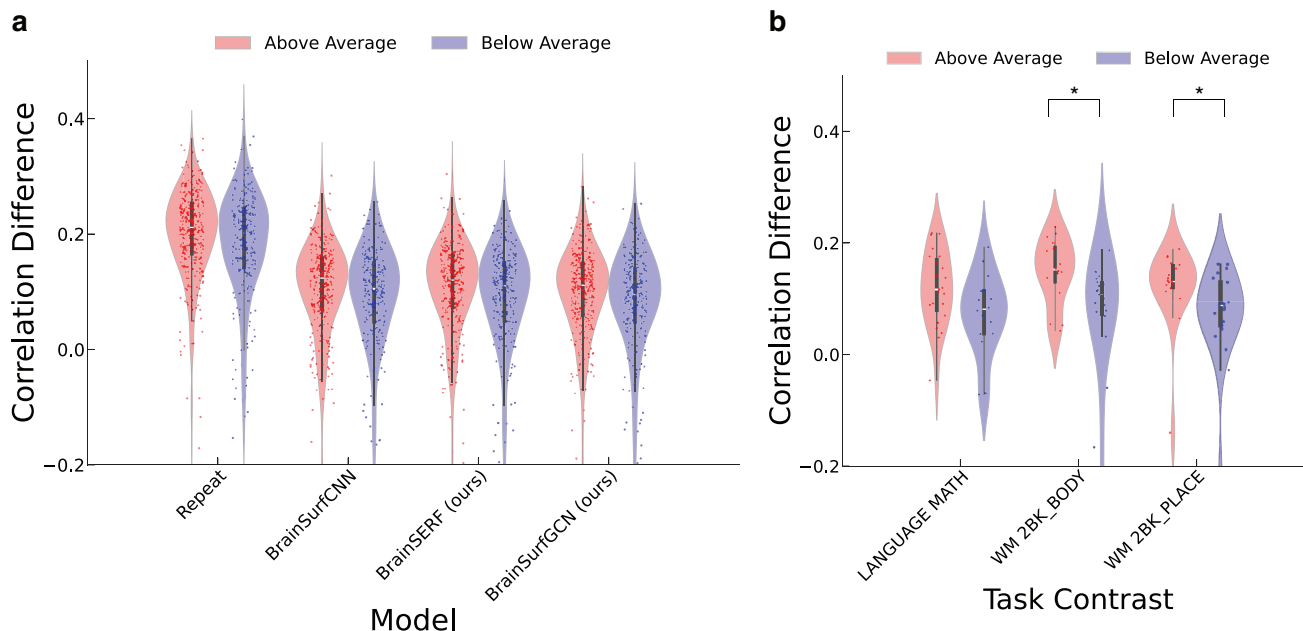 a
Above Average
Below Average
Correlation Difference
0.4
0.2
0.0
−0.2
Repeat
BrainSurfCNN
BrainSERF (ours)
BrainSurfGCN (ours)
Model
b
Above Average
Below Average
Correlation Difference
0.4
0.2
0.0
−0.2
*
*
LANGUAGE MATH
WM 2BK_BODY
WM 2BK_PLACE
Task Contrast